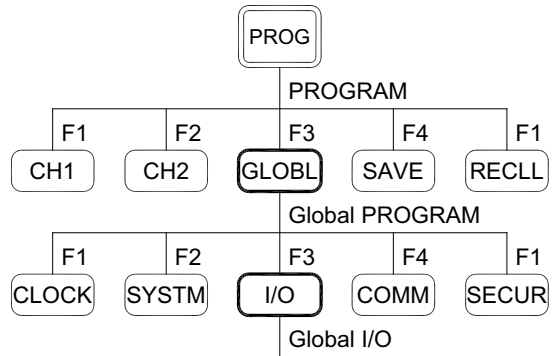 PROG
PROGRAM
F1 F2 F3 F4 F1
CH1 CH2 GLOBL SAVE RECLL
Global PROGRAM
F1 F2 F3 F4 F1
CLOCK SYSTM I/O COMM SECUR
Global I/O